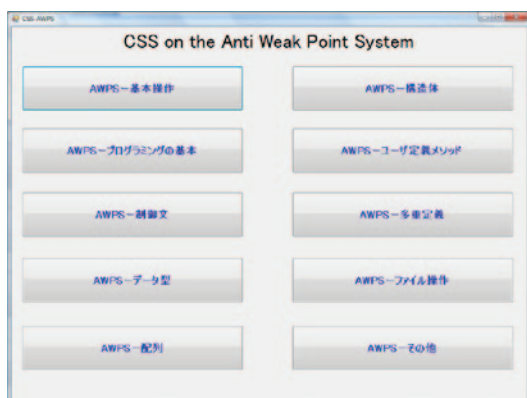 CSS-AWPS
CSS on the Anti Weak Point System
AWPS－基本操作
AWPS－構造体
AWPS－プログラミングの基本
AWPS－ユーザ定義メソッド
AWPS－制御文
AWPS－多重定義
AWPS－データ型
AWPS－ファイル操作
AWPS－配列
AWPS－その他